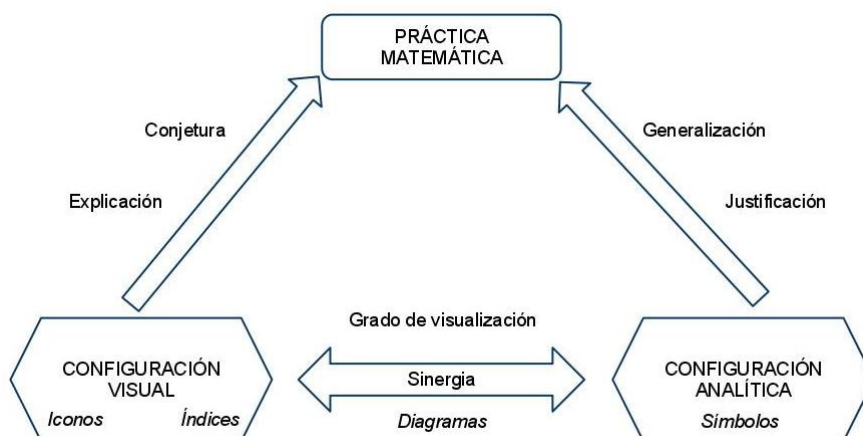 PRÁCTICA
MATEMÁTICA
Conjetura
Generalización
Explicación
Justificación
Grado de visualización
CONFIGURACIÓN
VISUAL
Sinergia
CONFIGURACIÓN
ANALÍTICA
Iconos
Índices
Diagramas
Símbolos